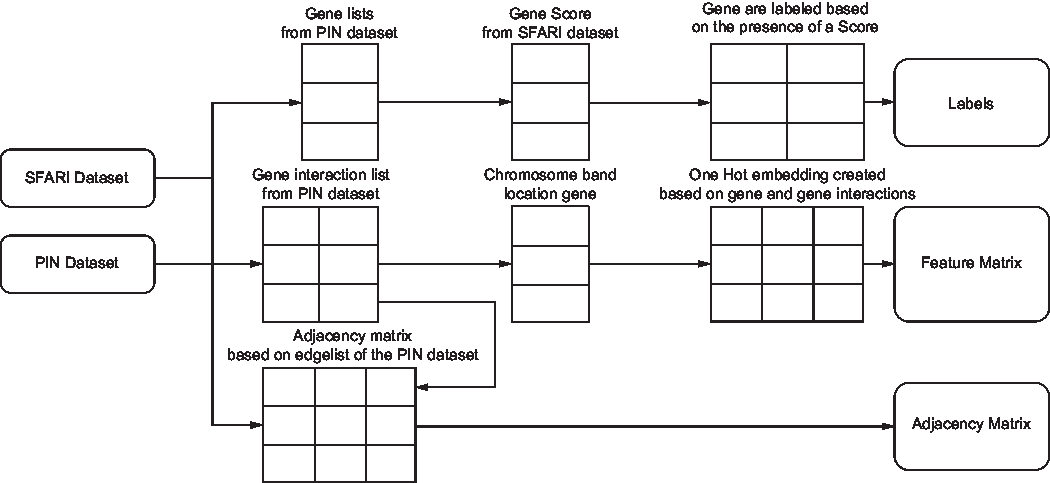 Gene lists
from PIN dataset
Gene Score
from SFARI dataset
Gene are labeled based
on the presence of a Score
Labels
SFARI Dataset
PIN Dataset
Gene interaction list
from PIN dataset
Chromosome band
location gene
One Hot embedding created
based on gene and gene interactions
Feature Matrix
Adjacency matrix
based on edgelist of the PIN dataset
Adjacency Matrix